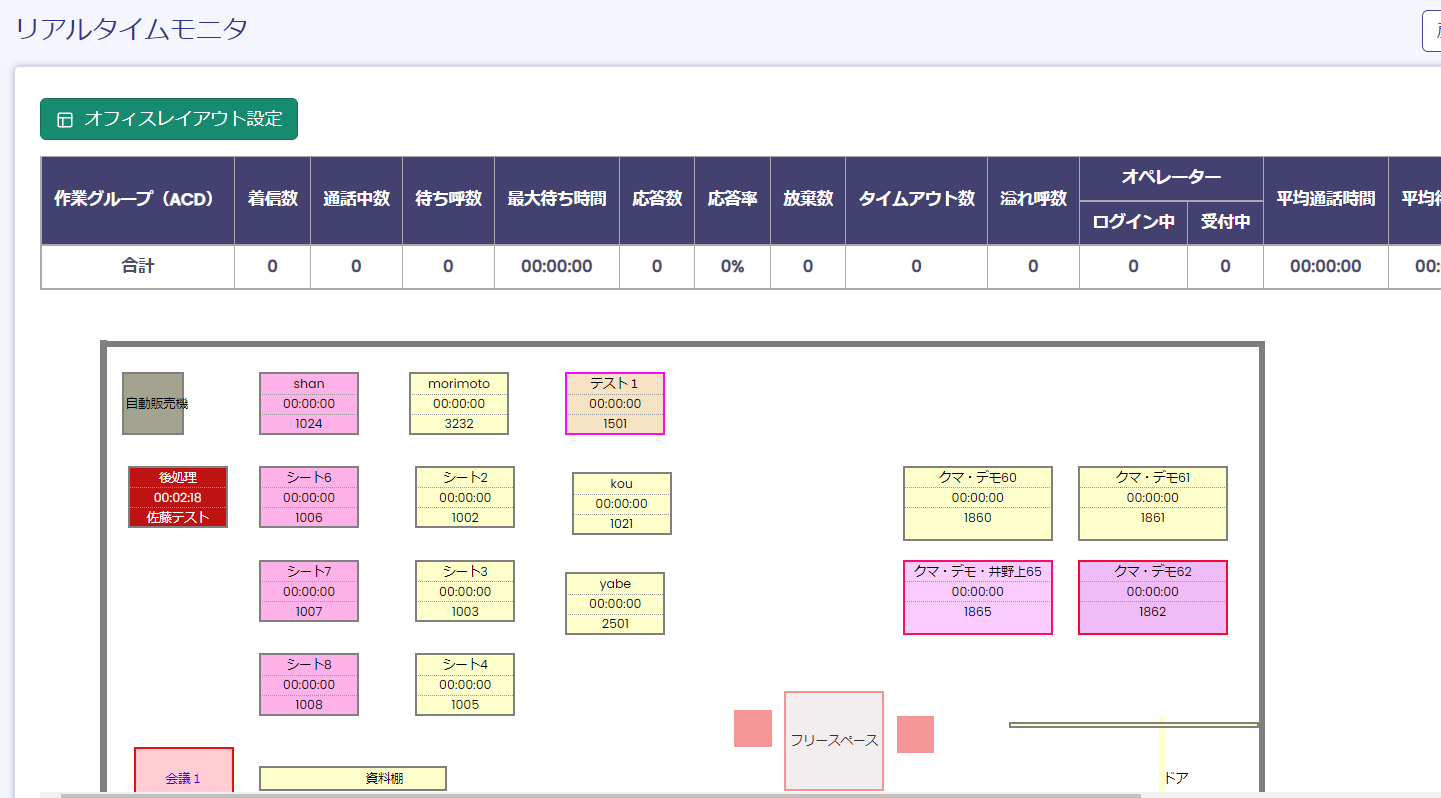 リアルタイムモニタ
オフィスレイアウト設定
作業グループ（ACD） 着信数 通話中数 待ち呼数 最大待ち時間 応答数 応答率 放棄数 タイムアウト数 溢れ呼数 オペレーター 平均通話時間
ログイン中 受付中
合計 0 0 0 00:00:00 0 0% 0 0 0 0 0 00:00:00 00:
自動販売機
shan
00:00:00
1024
morimoto
00:00:00
3232
テスト1
00:00:00
1501
後処理
00:02:18
佐藤テスト
シート6
00:00:00
1006
シート2
00:00:00
1002
kou
00:00:00
1021
クマ・デモ60
00:00:00
1860
クマ・デモ61
00:00:00
1861
シート7
00:00:00
1007
シート3
00:00:00
1003
yabe
00:00:00
2501
クマ・デモ・井野上65
00:00:00
1865
クマ・デモ62
00:00:00
1862
シート8
00:00:00
1008
シート4
00:00:00
1005
フリースペース
会議1
資料棚
ドア